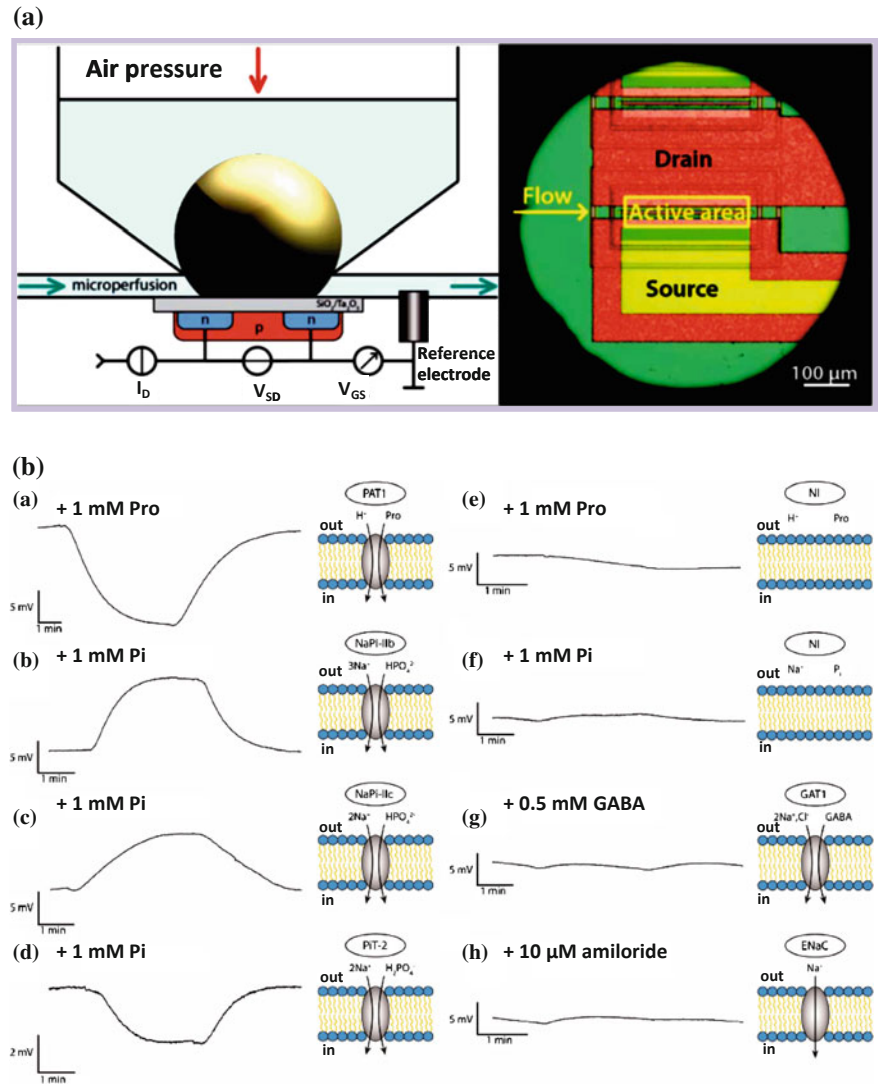 (a)
Air pressure
microperfusion
SiO₂/Ta₂O₅
n
n
p
Reference
electrode
I_D
V_SD
V_GS
Drain
Flow
Active area
Source
100 µm
(b)
(a)
+ 1 mM Pro
5 mV
1 min
PAT1
H⁺ Pro
out
in
(b)
+ 1 mM Pi
5 mV
1 min
NaPi-IIb
3Na⁺ HPO₄²⁻
out
in
(c)
+ 1 mM Pi
5 mV
1 min
NaPi-IIc
2Na⁺ HPO₄²⁻
out
in
(d)
+ 1 mM Pi
2 mV
1 min
PiT-2
2Na⁺ H₂PO₄⁻
out
in
(e)
+ 1 mM Pro
5 mV
1 min
NI
H⁺ Pro
out
in
(f)
+ 1 mM Pi
5 mV
1 min
NI
Na⁺ Pᵢ
out
in
(g)
+ 0.5 mM GABA
5 mV
1 min
GAT1
2Na⁺,Cl⁻ GABA
out
in
(h)
+ 10 µM amiloride
5 mV
1 min
ENaC
Na⁺
out
in